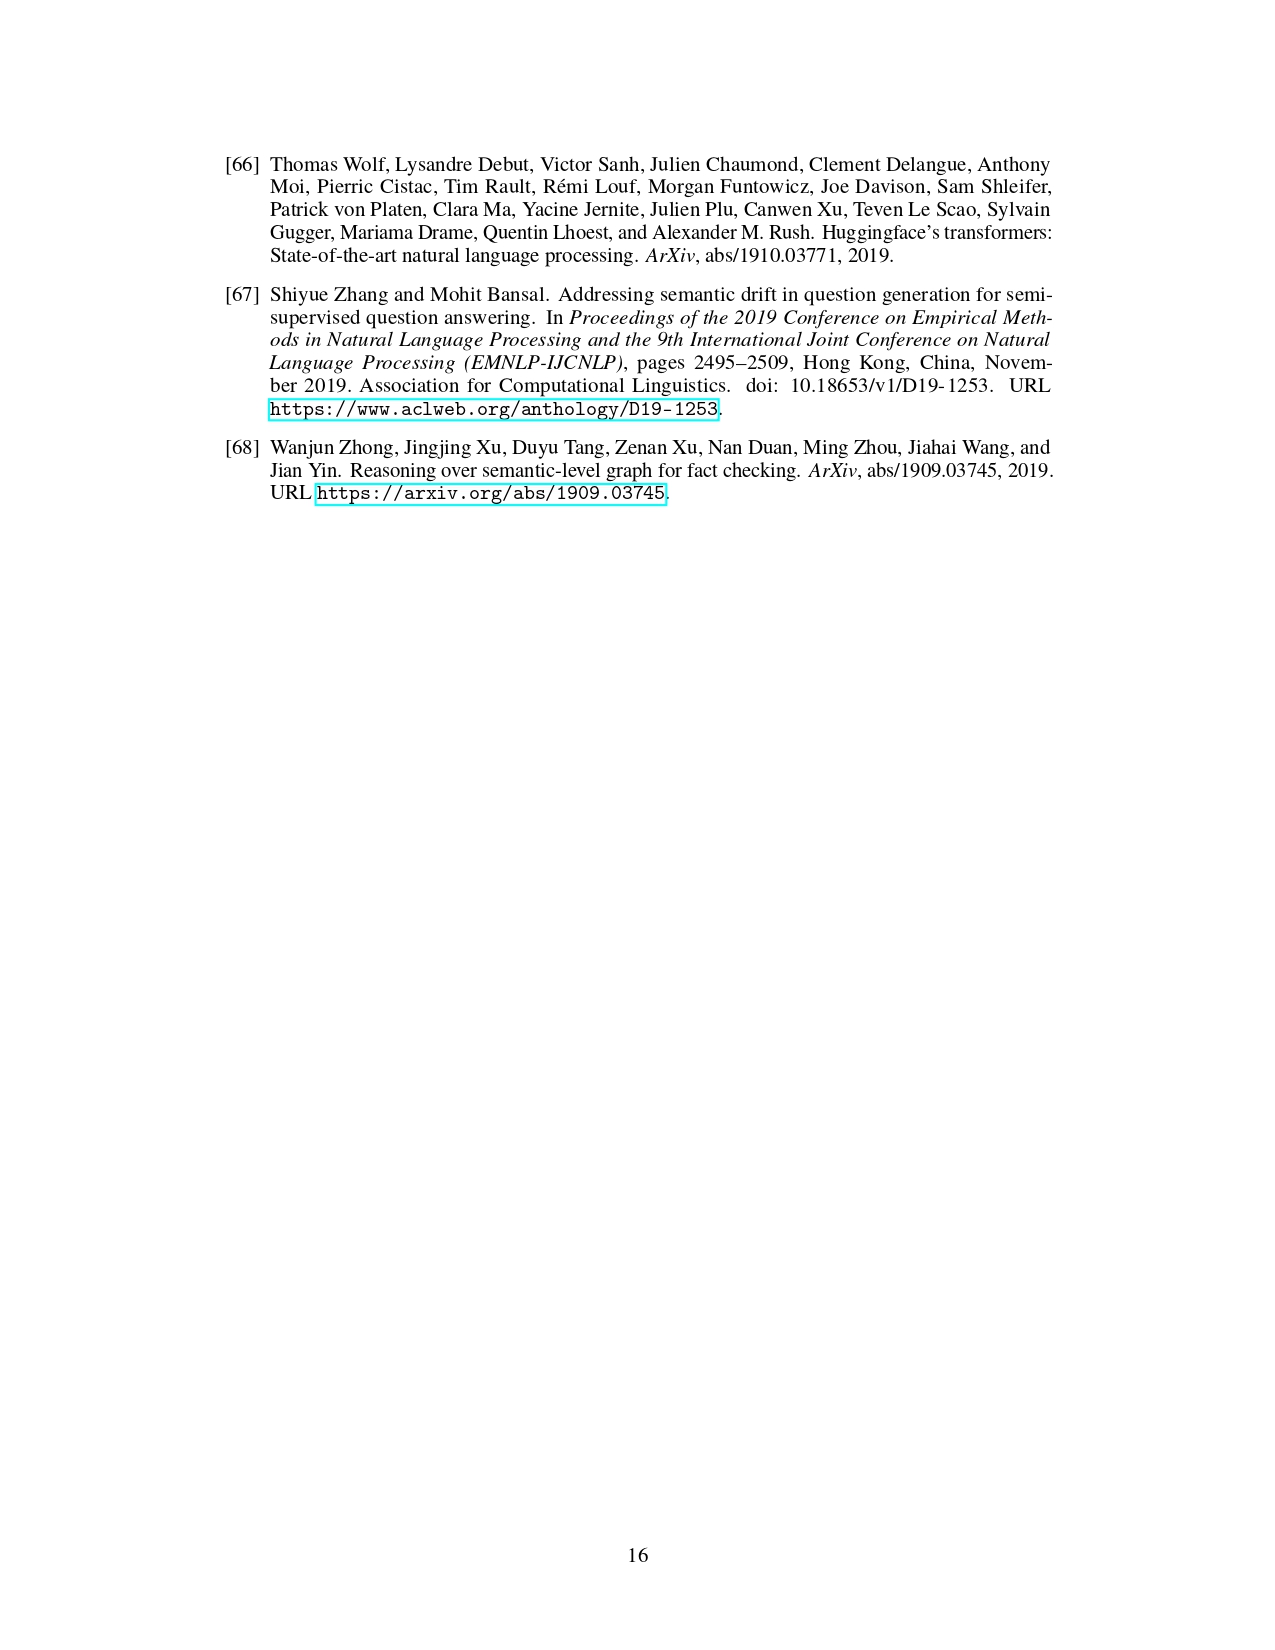 [66] Thomas Wolf, Lysandre Debut, Victor Sanh, Julien Chaumond, Clement Delangue, Anthony
Moi, Pierric Cistac, Tim Rault, Rémi Louf, Morgan Funtowicz, Joe Davison, Sam Shleifer,
Patrick von Platen, Clara Ma, Yacine Jernite, Julien Plu, Canwen Xu, Teven Le Scao, Sylvain
Gugger, Mariama Drame, Quentin Lhoest, and Alexander M. Rush. Huggingface's transformers:
State-of-the-art natural language processing. ArXiv, abs/1910.03771, 2019.
[67] Shiyue Zhang and Mohit Bansal. Addressing semantic drift in question generation for semi-
supervised question answering. In Proceedings of the 2019 Conference on Empirical Meth-
ods in Natural Language Processing and the 9th International Joint Conference on Natural
Language Processing (EMNLP-IJCNLP), pages 2495–2509, Hong Kong, China, Novem-
ber 2019. Association for Computational Linguistics. doi: 10.18653/v1/D19-1253. URL
https://www.aclweb.org/anthology/D19-1253.
[68] Wanjun Zhong, Jingjing Xu, Duyu Tang, Zenan Xu, Nan Duan, Ming Zhou, Jiahai Wang, and
Jian Yin. Reasoning over semantic-level graph for fact checking. ArXiv, abs/1909.03745, 2019.
URL https://arxiv.org/abs/1909.03745.
16